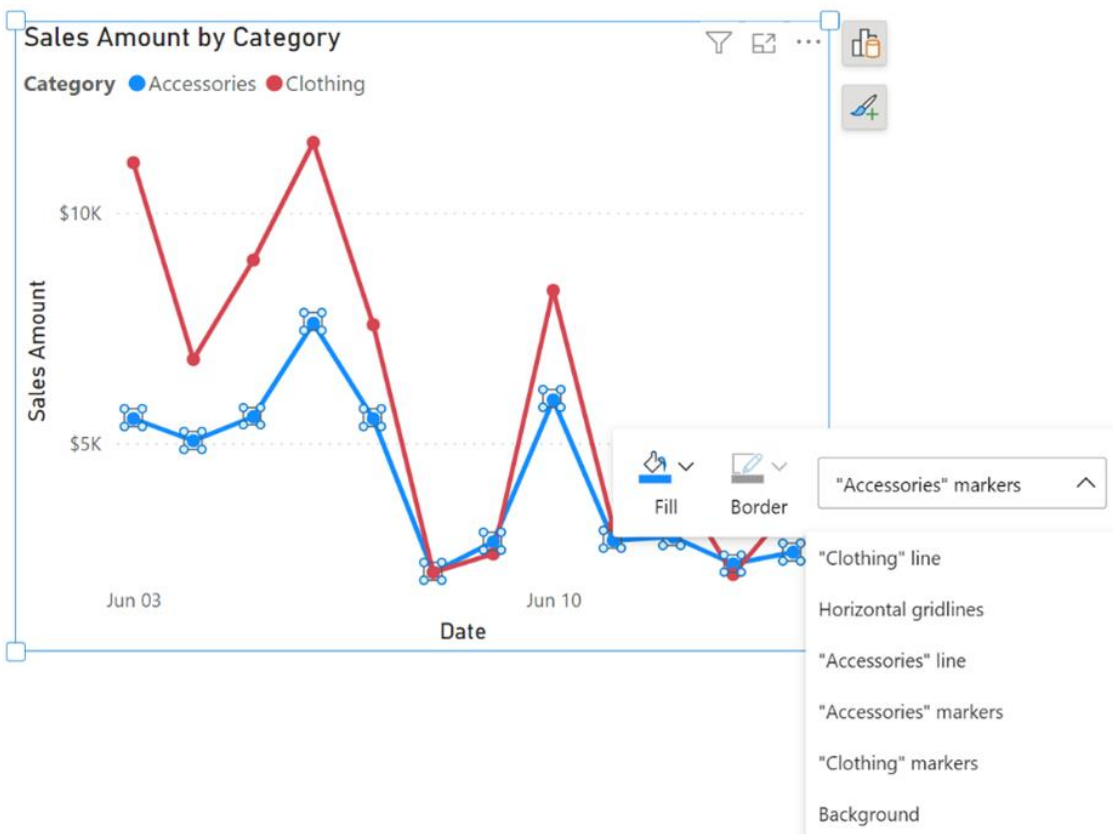 Sales Amount by Category
Category Accessories Clothing
$10K
$5K
Sales Amount
Jun 03
Jun 10
Date
Fill
Border
"Accessories" markers
"Clothing" line
Horizontal gridlines
"Accessories" line
"Accessories" markers
"Clothing" markers
Background